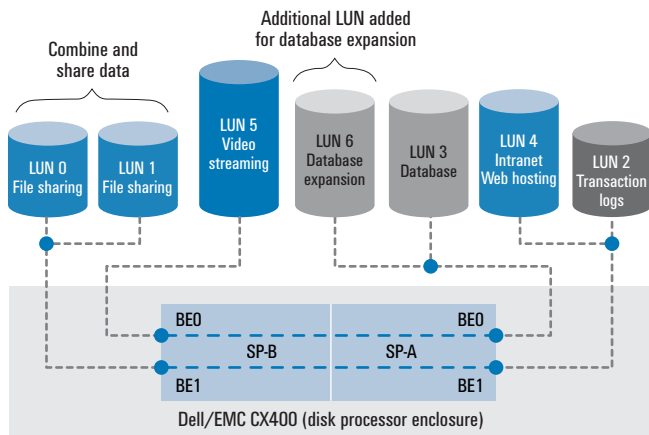 Combine and
share data
Additional LUN added
for database expansion
LUN 0
File sharing
LUN 1
File sharing
LUN 5
Video
streaming
LUN 6
Database
expansion
LUN 3
Database
LUN 4
Intranet
Web hosting
LUN 2
Transaction
logs
BE0
BE0
SP-B
SP-A
BE1
BE1
Dell/EMC CX400 (disk processor enclosure)